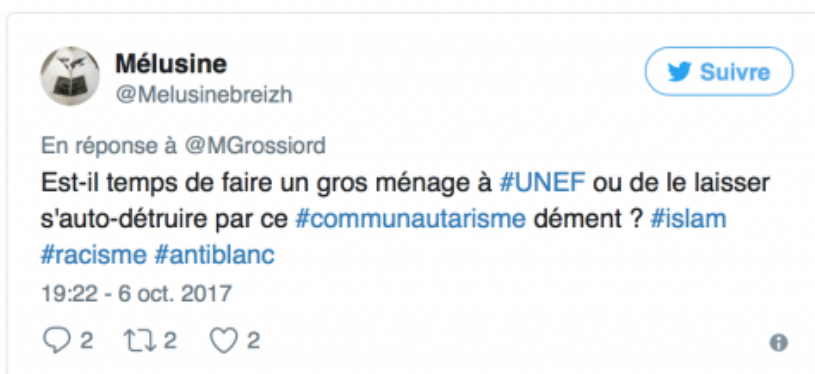 Mélusine
@Melusinebreizh
Suivre
En réponse à @MGrossiord
Est-il temps de faire un gros ménage à #UNEF ou de le laisser
s'auto-détruire par ce #communautarisme dément ? #islam
#racisme #antiblanc
19:22 - 6 oct. 2017
2 2 2